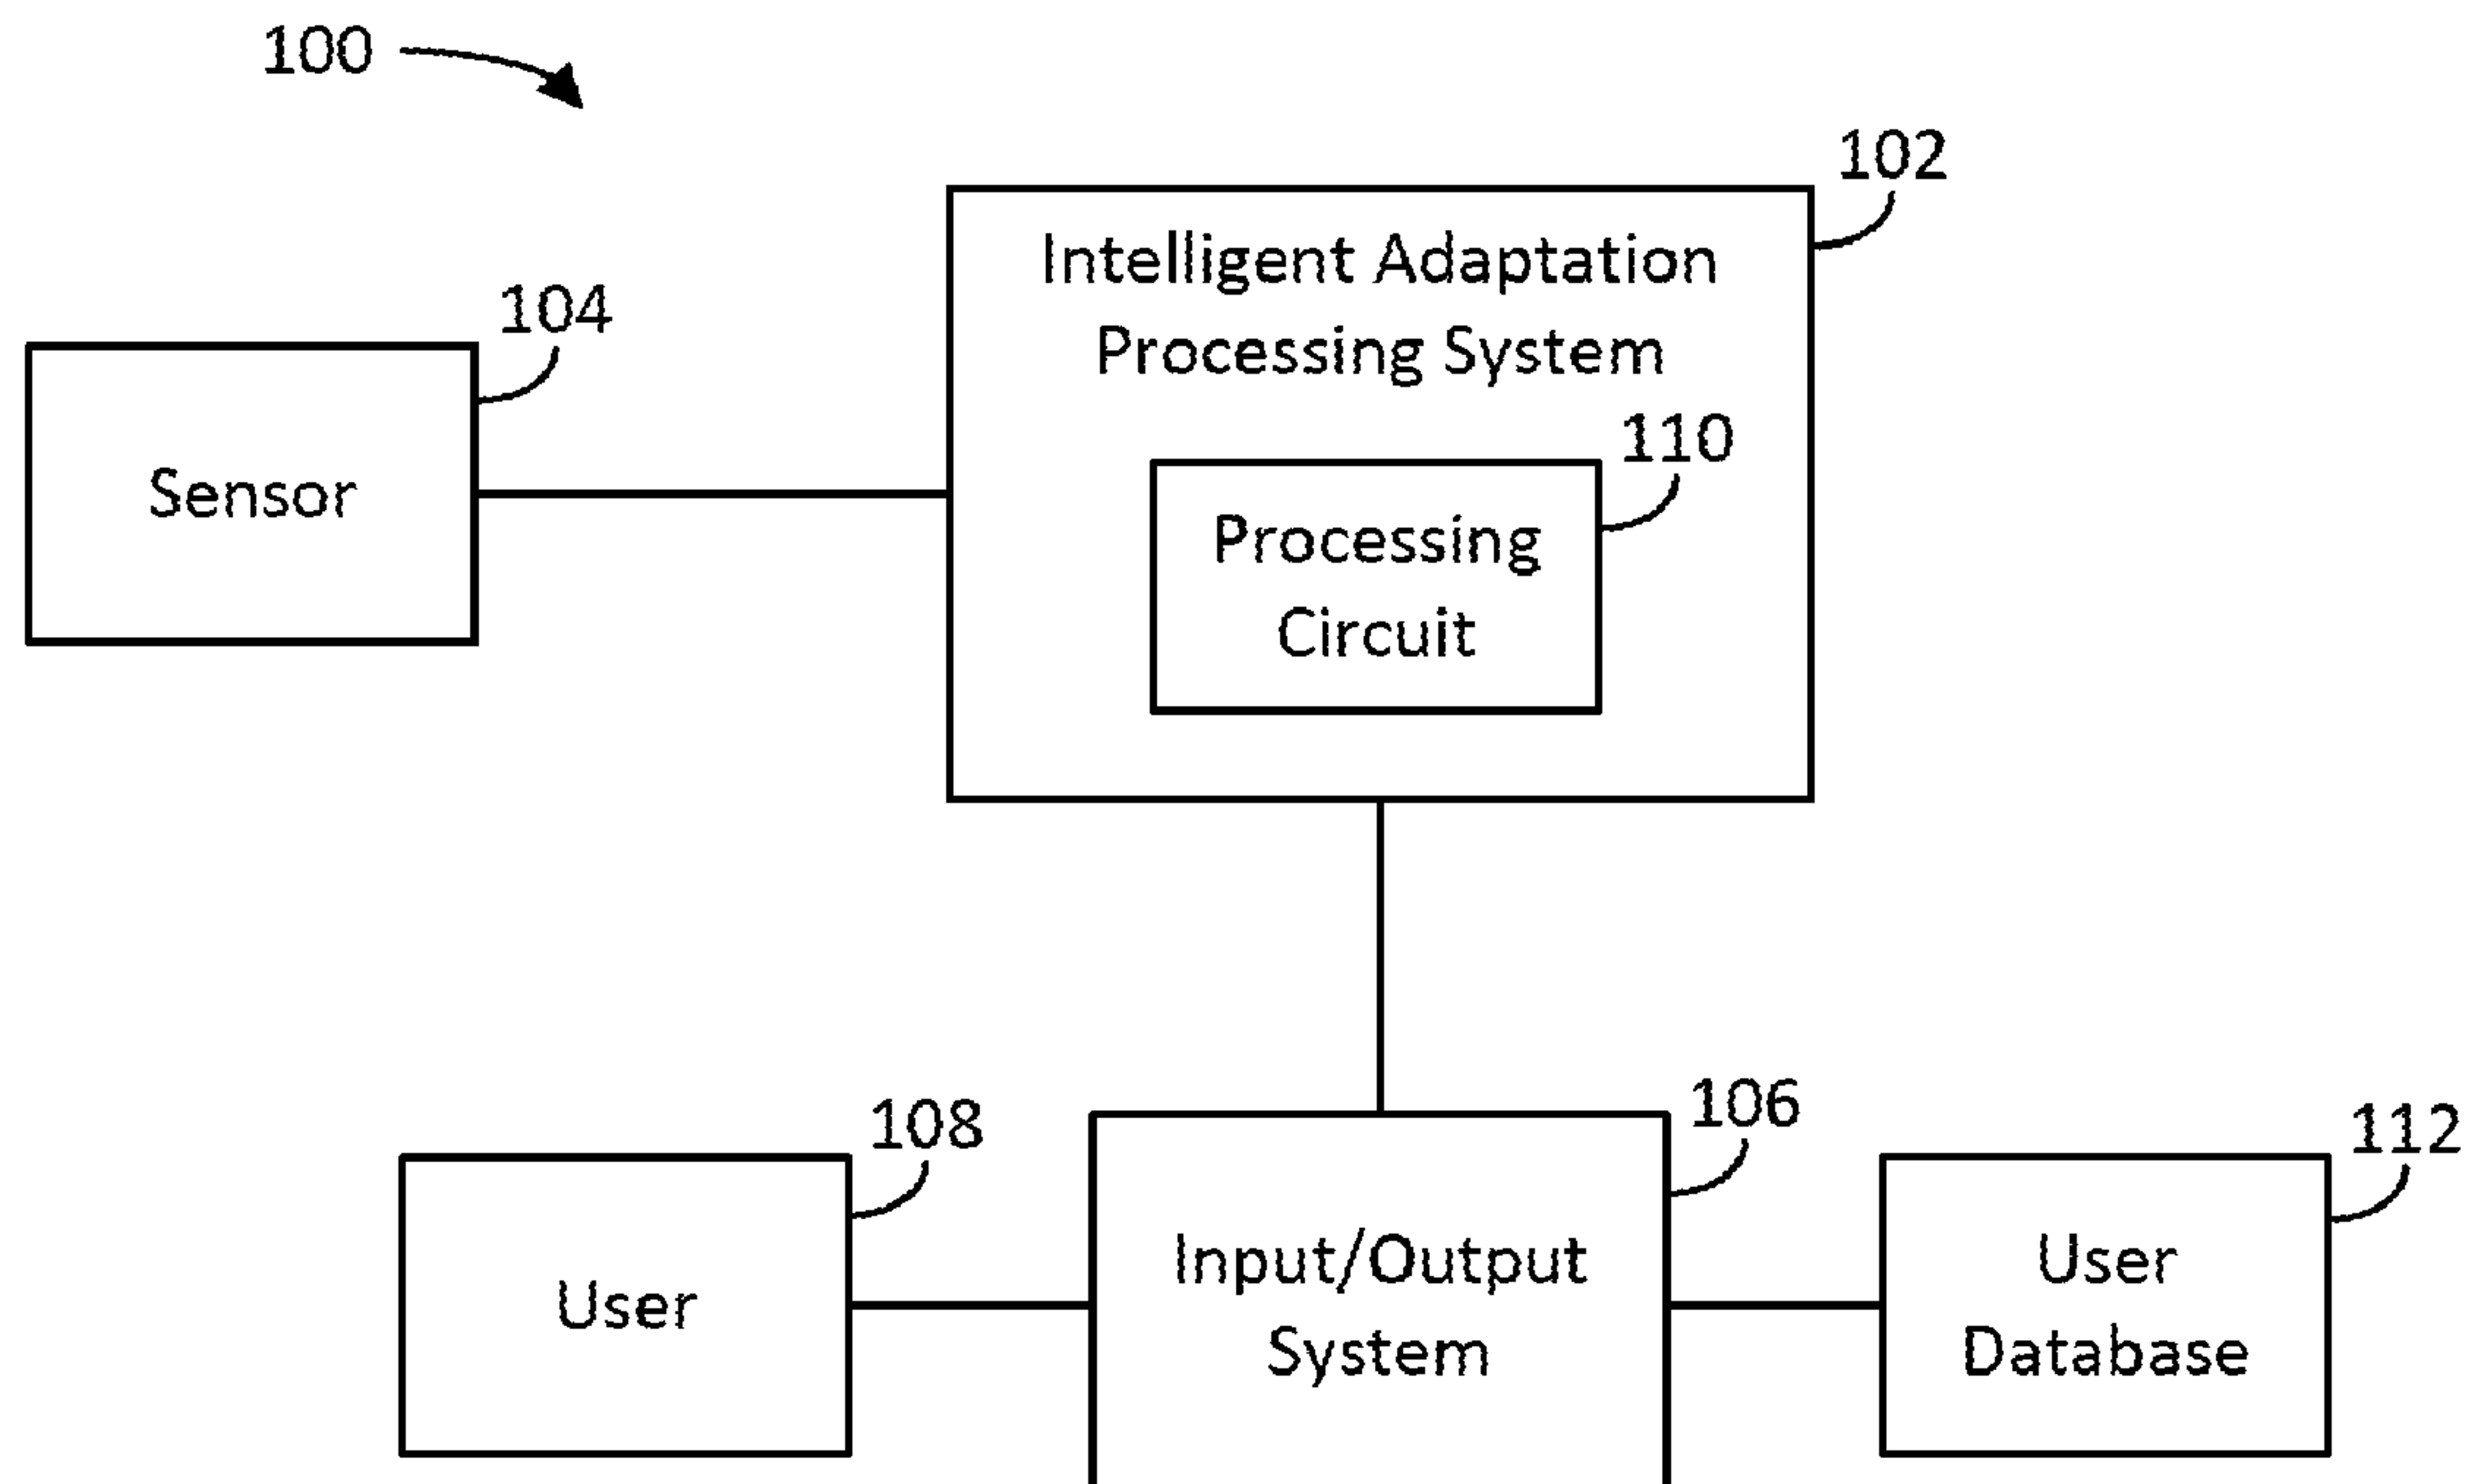 100
102
Intelligent Adaptation
Processing System
104
110
Sensor
Processing
Circuit
108
106
112
User
Input/Output
System
User
Database